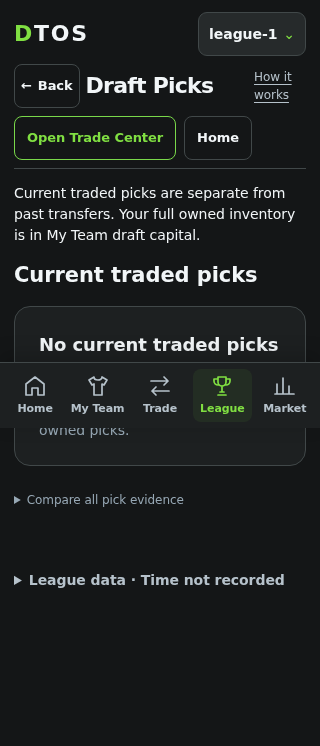 DTOS
league-1
← Back
Draft Picks
How it
works
Open Trade Center
Home
Current traded picks are separate from
past transfers. Your full owned inventory
is in My Team draft capital.
Current traded picks
No current traded picks
Home
My Team
Trade
League
Market
owned picks.
Compare all pick evidence
League data · Time not recorded